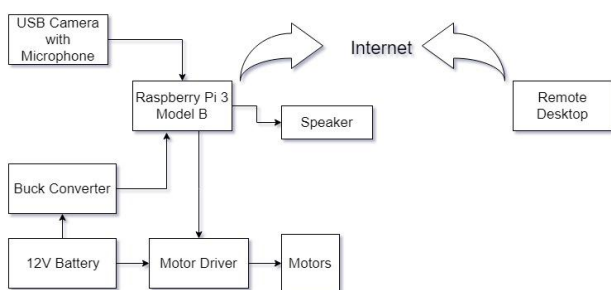 USB Camera
with
Microphone
Internet
Raspberry Pi 3
Model B
Remote
Desktop
Speaker
Buck Converter
12V Battery
Motor Driver
Motors